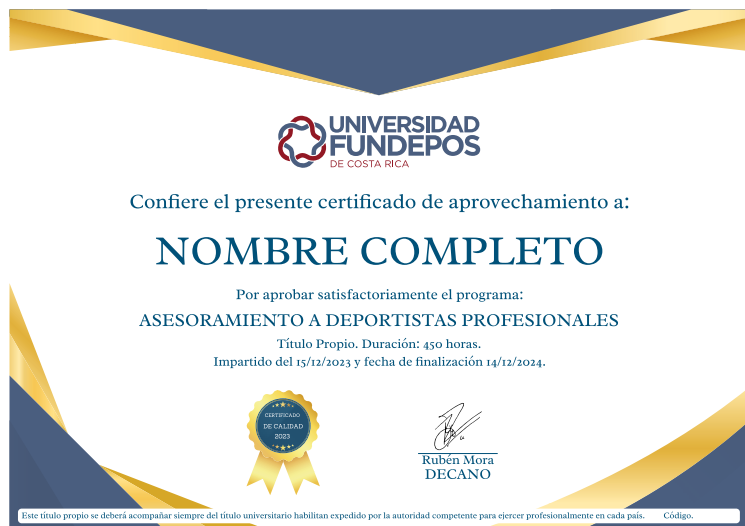 UNIVERSIDAD
FUNDEPOS
DE COSTA RICA
Confiere el presente certificado de aprovechamiento a:
NOMBRE COMPLETO
Por aprobar satisfactoriamente el programa:
ASESORAMIENTO A DEPORTISTAS PROFESIONALES
Título Propio. Duración: 450 horas.
Impartido del 15/12/2023 y fecha de finalización 14/12/2024.
CERTIFICADO
DE CALIDAD
2023
Rubén Mora
DECANO
Este título propio se deberá acompañar siempre del título universitario habilitan expedido por la autoridad competente para ejercer profesionalmente en cada país. Código.